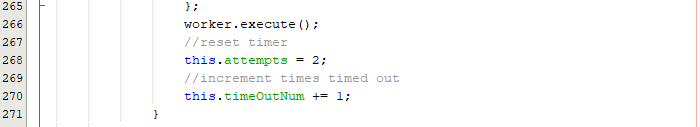 265 };
266 worker.execute();
267 //reset timer
268 this.attempts = 2;
269 //increment times timed out
270 this.timeOutNum += 1;
271 }